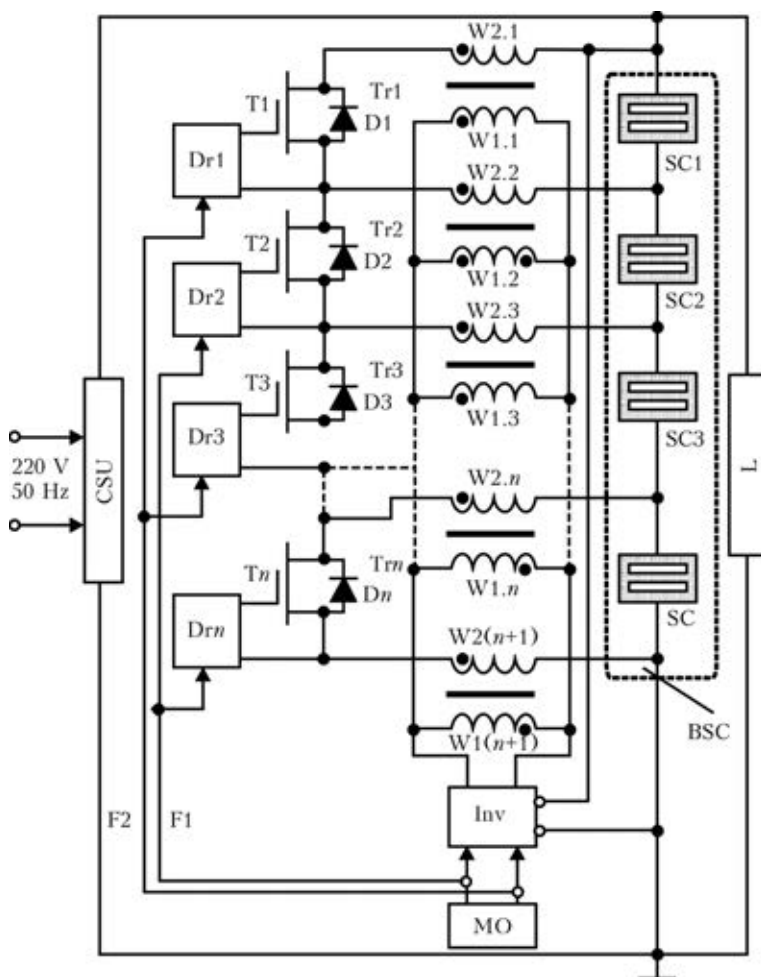 W2.1
T1
Tr1
D1
Dr1
W1.1
SC1
W2.2
T2
Tr2
D2
Dr2
W1.2
SC2
W2.3
T3
Tr3
D3
Dr3
W1.3
SC3
220 V
50 Hz
CSU
L
W2.n
Tn
Trn
Dn
Drn
W1.n
SC
W2(n+1)
W1(n+1)
BSC
F2
F1
Inv
MO